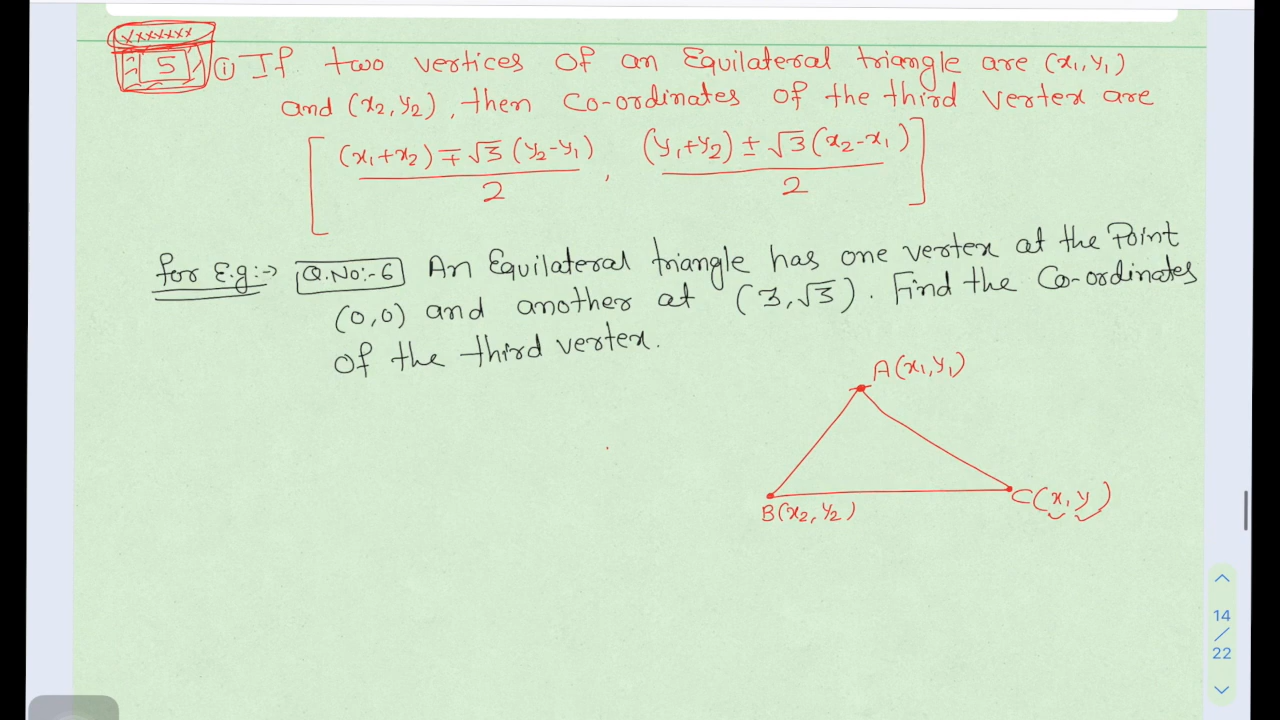 xxxxxxx
5 (i) If two vertices of an Equilateral triangle are (x₁,y₁)
and (x₂,y₂), then Co-ordinates of the third vertex are
[ (x₁+x₂)∓√3(y₂-y₁) / 2 , (y₁+y₂)±√3(x₂-x₁) / 2 ]
for E.g:-> Q.No:-6 An Equilateral triangle has one vertex at the Point
(0,0) and another at (3,√3). Find the Co-ordinates
of the third vertex.
A(x₁,y₁)
B(x₂,y₂)
C(x,y)
14
/
22